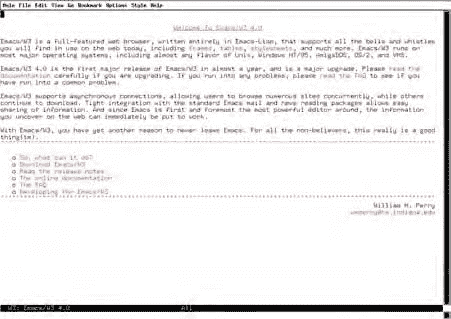 Mule File Edit View Go Bookmark Options Style Help
Welcome To Emacs/W3 4.0
Emacs/W3 is a full-featured web browser, written entirely in Emacs-Lisp, that supports all the bells and whistles
you will find in use on the web today, including frames, tables, stylesheets, and much more. Emacs/W3 runs on
most major operating systems, including almost any flavor of Unix, Windows NT/95, AmigaDOS, OS/2, and VMS.
Emacs/W3 4.0 is the first major release of Emacs/W3 in almost a year, and is a major upgrade. Please read the
documentation carefully if you are upgrading. If you run into any problems, please read the FAQ to see if you
have run into a common problem.
Emacs/W3 supports asynchronous connections, allowing users to browse numerous sites concurrently, while others
continue to download. Tight integration with the standard Emacs mail and news reading packages allows easy
sharing of information. And since Emacs is first and foremost the most powerful editor around, the information
you uncover on the web can immediately be put to work.
With Emacs/W3, you have yet another reason to never leave Emacs. For all the non-believers, this really is a good
thing(tm).
o So, what can it do?
o Download Emacs/W3
o Read the release notes
o The online documentation
o The FAQ
o Developing for Emacs/W3
William M. Perry
wmperry@cs.indiana.edu
W3: Emacs/W3 4.0 All